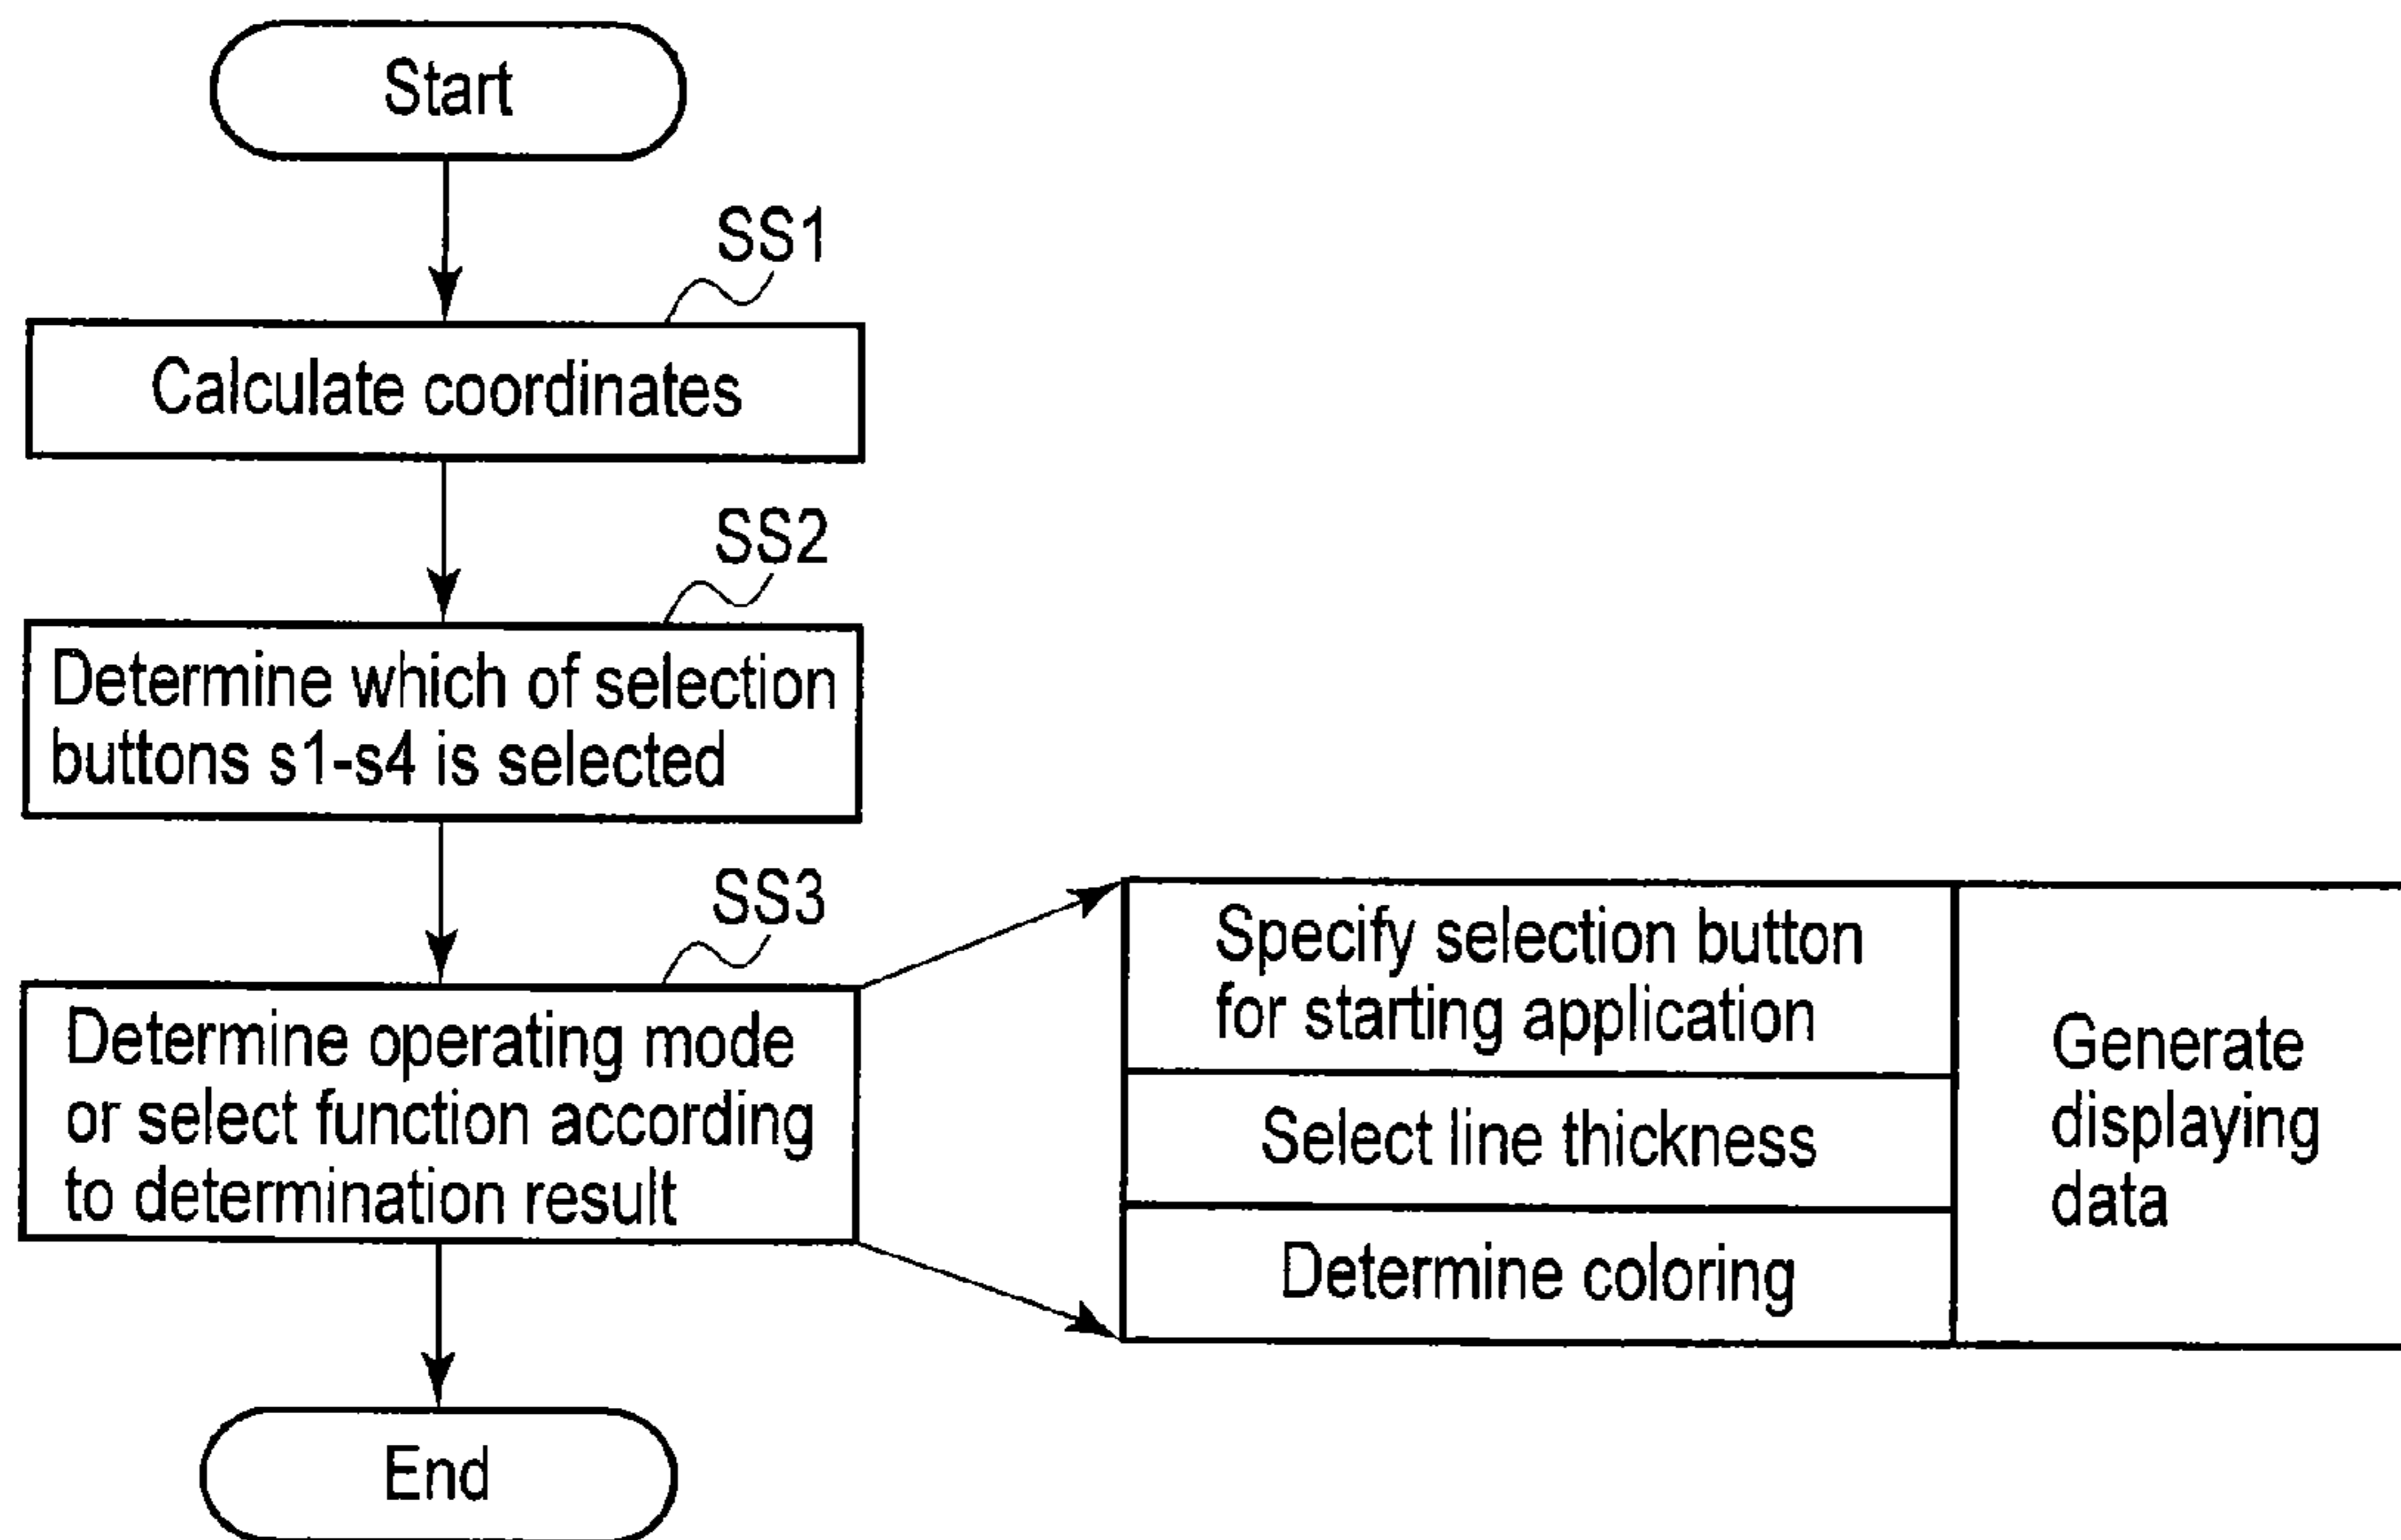 Start
SS1
Calculate coordinates
SS2
Determine which of selection
buttons s1-s4 is selected
SS3
Determine operating mode
or select function according
to determination result
Specify selection button
for starting application
Select line thickness
Determine coloring
Generate
displaying
data
End